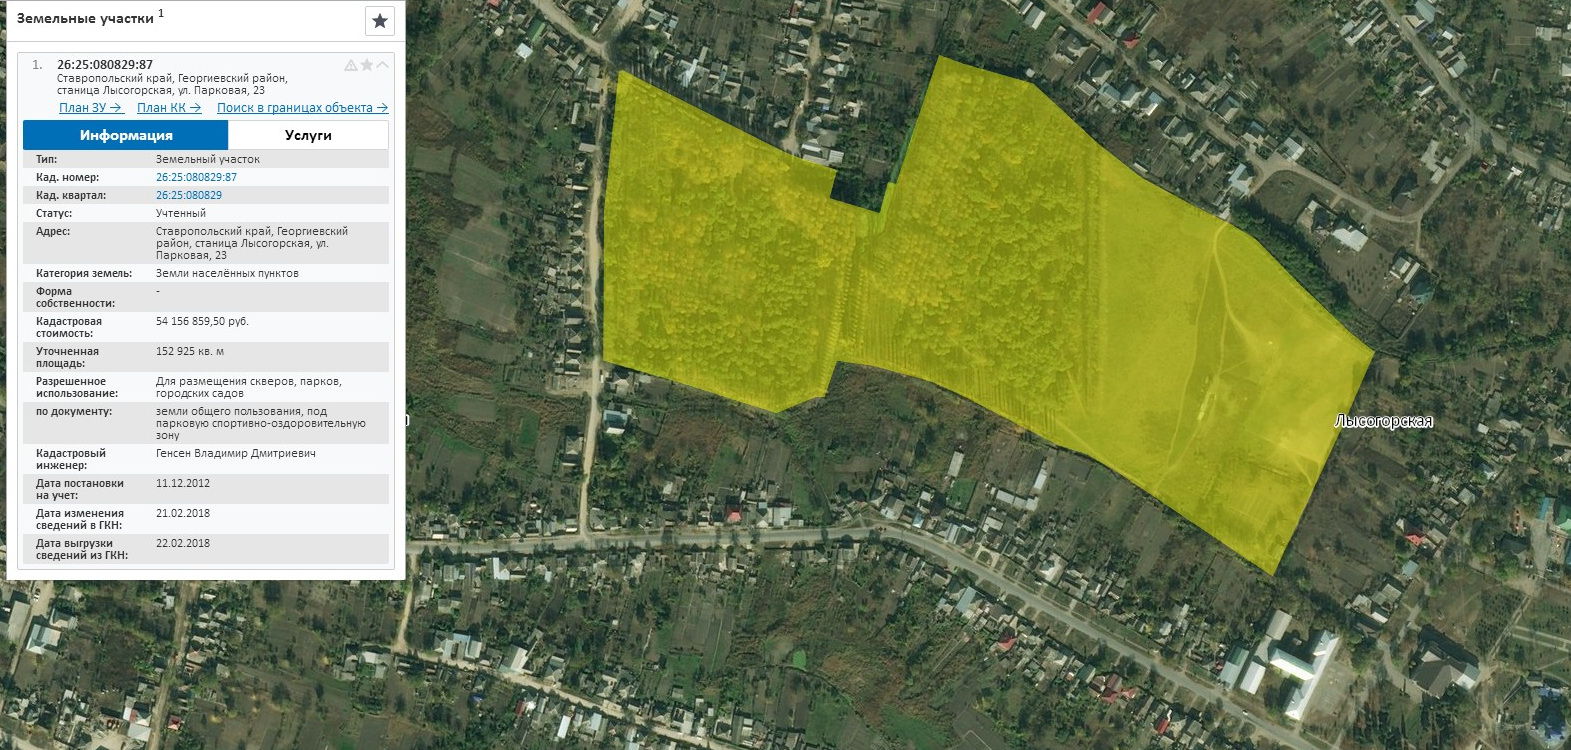 Земельные участки 1
1. 26:25:080829:87
Ставропольский край, Георгиевский район,
станица Лысогорская, ул. Парковая, 23
План ЗУ → План КК → Поиск в границах объекта →
Информация Услуги
Тип: Земельный участок
Кад. номер: 26:25:080829:87
Кад. квартал: 26:25:080829
Статус: Учтенный
Адрес: Ставропольский край, Георгиевский
район, станица Лысогорская, ул.
Парковая, 23
Категория земель: Земли населённых пунктов
Форма -
собственности:
Кадастровая 54 156 859,50 руб.
стоимость:
Уточненная 152 925 кв. м
площадь:
Разрешенное Для размещения скверов, парков,
использование: городских садов
по документу: земли общего пользования, под
парковую спортивно-оздоровительную
зону
Кадастровый Генсен Владимир Дмитриевич
инженер:
Дата постановки 11.12.2012
на учет:
Дата изменения 21.02.2018
сведений в ГКН:
Дата выгрузки 22.02.2018
сведений из ГКН:
Лысогорская